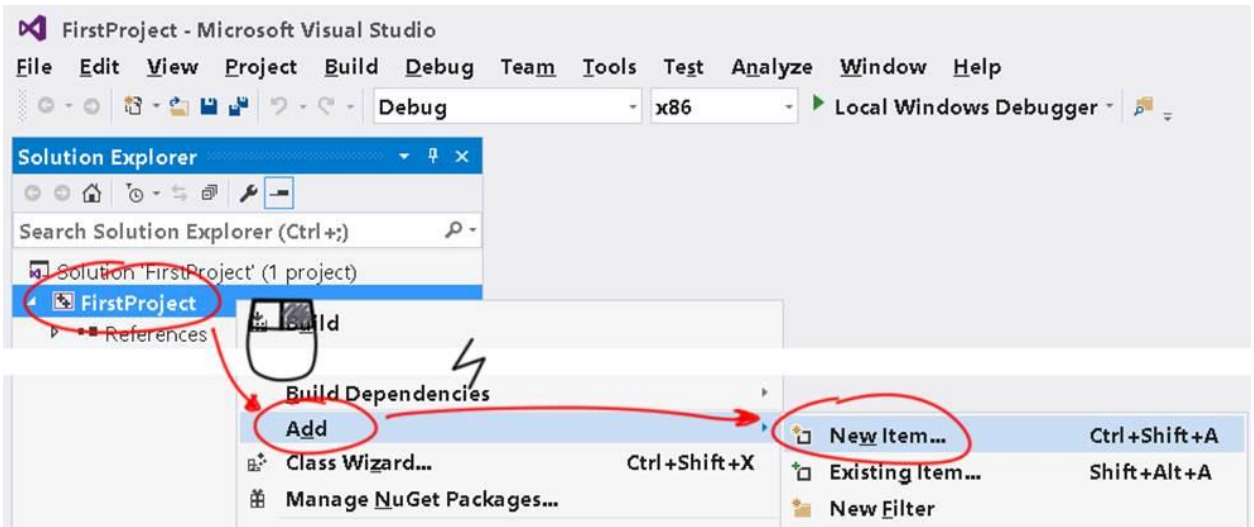 FirstProject - Microsoft Visual Studio
File Edit View Project Build Debug Team Tools Test Analyze Window Help
Debug x86 Local Windows Debugger
Solution Explorer
Search Solution Explorer (Ctrl+;)
Solution 'FirstProject' (1 project)
FirstProject
References
Build
Build Dependencies
Add
New Item... Ctrl+Shift+A
Class Wizard... Ctrl+Shift+X
Existing Item... Shift+Alt+A
Manage NuGet Packages...
New Filter